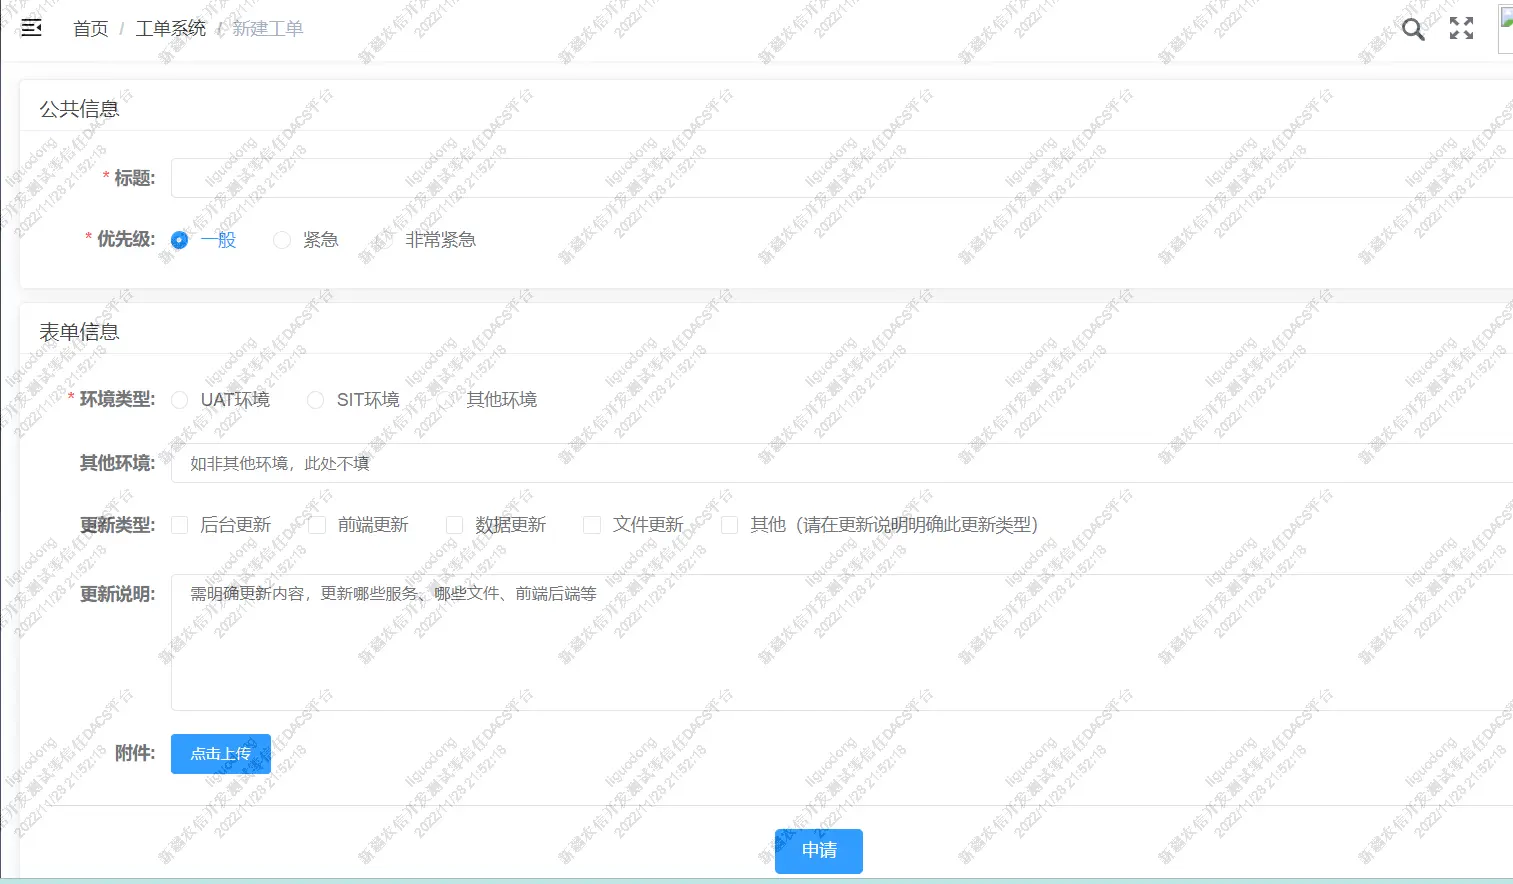 首页 / 工单系统 / 新建工单
公共信息
* 标题:
* 优先级: 一般 紧急 非常紧急
表单信息
* 环境类型: UAT环境 SIT环境 其他环境
其他环境: 如非其他环境，此处不填
更新类型: 后台更新 前端更新 数据更新 文件更新 其他（请在更新说明明确此更新类型）
更新说明: 需明确更新内容，更新哪些服务、哪些文件、前端后端等
附件: 点击上传
申请
liguodong
新疆农信开发测试零信任DACS平台
2022/11/28 21:52:18